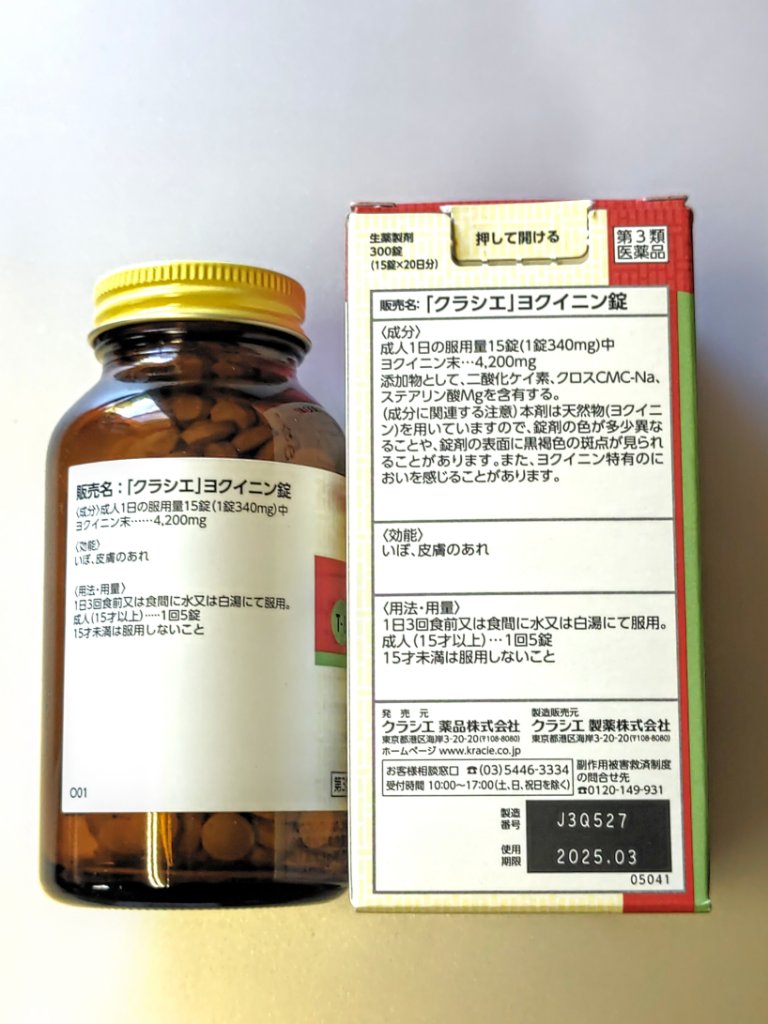 販売名:「クラシエ」ヨクイニン錠
〈成分〉成人1日の服用量15錠(1錠340mg)中
ヨクイニン末……4,200mg
〈効能〉
いぼ、皮膚のあれ
〈用法・用量〉
1日3回食前又は食間に水又は白湯にて服用。
成人(15才以上)……1回5錠
15才未満は服用しないこと
001
第3
T
生薬製剤
300錠
(15錠×20日分)
押して開ける
第3類
医薬品
販売名:「クラシエ」ヨクイニン錠
〈成分〉
成人1日の服用量15錠(1錠340mg)中
ヨクイニン末…4,200mg
添加物として、二酸化ケイ素、クロスCMC-Na、
ステアリン酸Mgを含有する。
〈成分に関連する注意〉本剤は天然物(ヨクイニ
ン)を用いていますので、錠剤の色が多少異な
ることや、錠剤の表面に黒褐色の斑点が見られ
ることがあります。また、ヨクイニン特有のに
おいを感じることがあります。
〈効能〉
いぼ、皮膚のあれ
〈用法・用量〉
1日3回食前又は食間に水又は白湯にて服用。
成人(15才以上)…1回5錠
15才未満は服用しないこと
発売元
クラシエ 薬品株式会社
東京都港区海岸3-20-20(〒108-8080)
ホームページ www.kracie.co.jp
製造販売元
クラシエ 製薬株式会社
東京都港区海岸3-20-20(〒108-8080)
お客様相談窓口 ☎(03)5446-3334
受付時間 10:00〜17:00(土、日、祝日を除く)
副作用被害救済制度
の問合せ先
☎0120-149-931
製造
番号
J3Q527
使用
期限
2025.03
05041